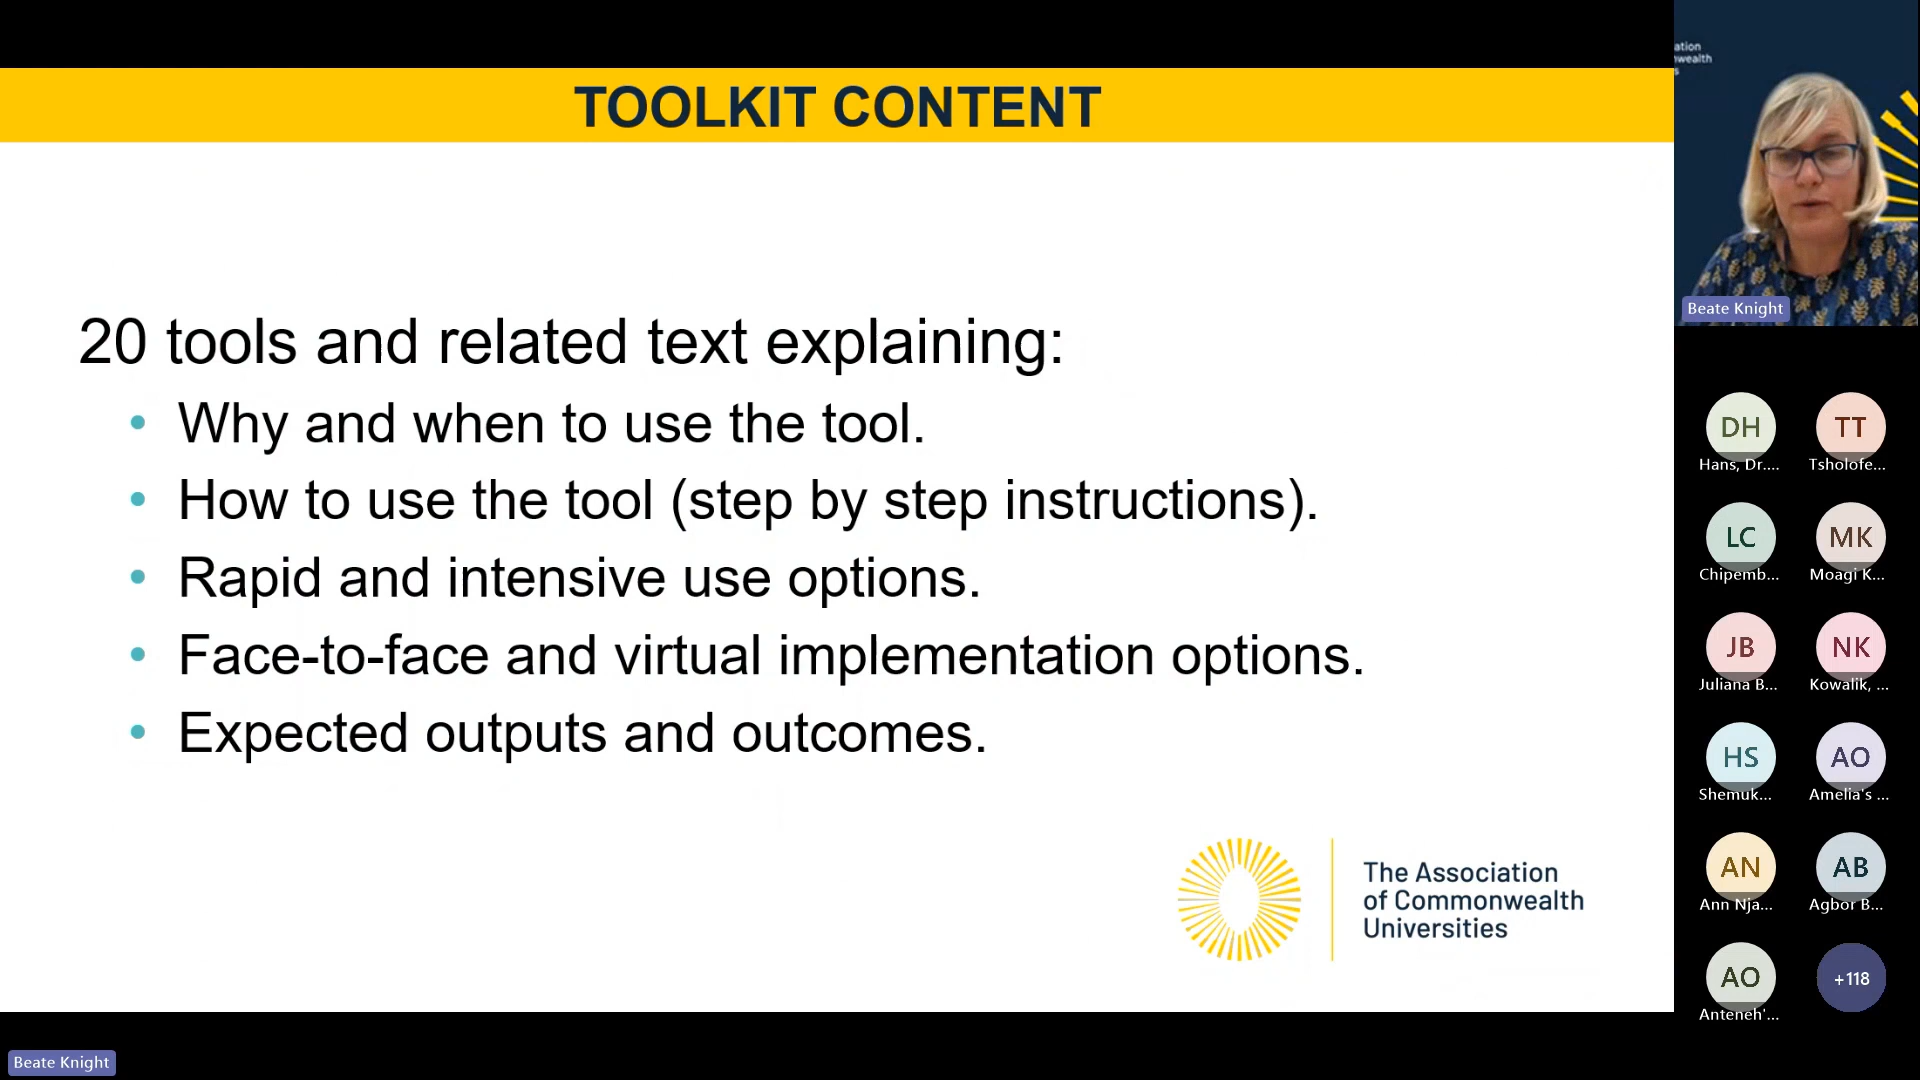 TOOLKIT CONTENT
20 tools and related text explaining:
• Why and when to use the tool.
• How to use the tool (step by step instructions).
• Rapid and intensive use options.
• Face-to-face and virtual implementation options.
• Expected outputs and outcomes.
The Association
of Commonwealth
Universities
ation
wealth
s
Beate Knight
DH
Hans, Dr....
TT
Tsholofe...
LC
Chipemb...
MK
Moagi K...
JB
Juliana B...
NK
Kowalik, ...
HS
Shemuk...
AO
Amelia's ...
AN
Ann Nja...
AB
Agbor B...
AO
Anteneh'...
+118
Beate Knight